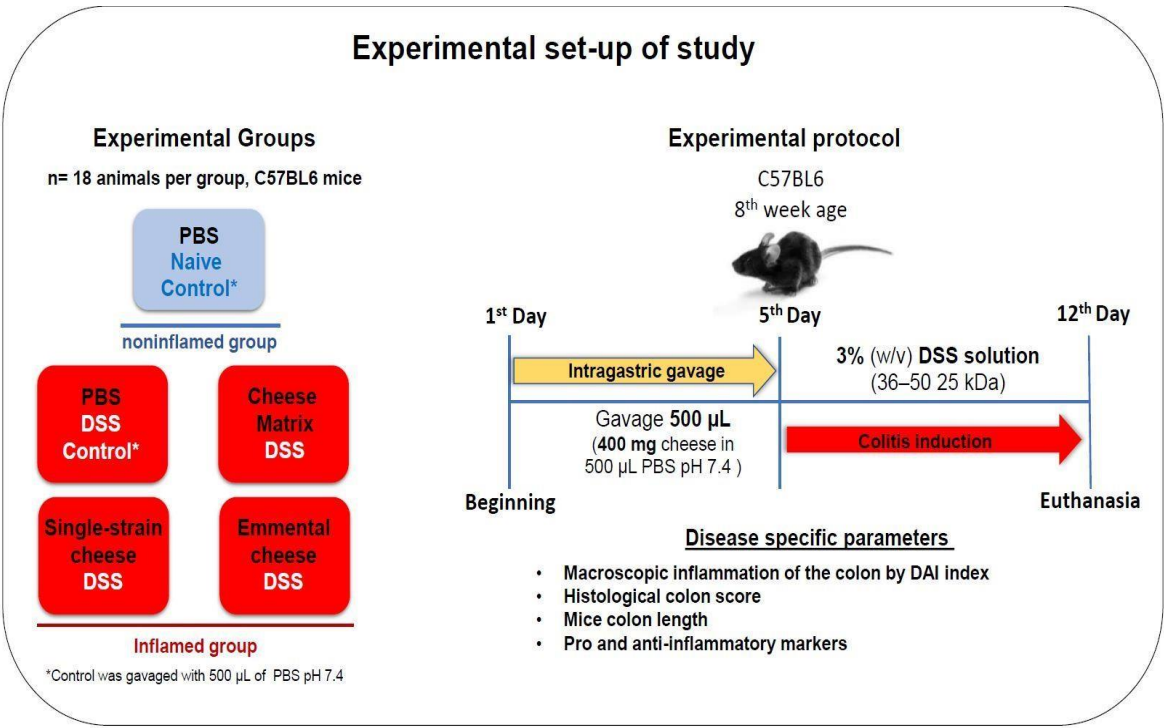 Experimental set-up of study
Experimental Groups
n= 18 animals per group, C57BL6 mice
PBS
Naive
Control*
noninflamed group
PBS
DSS
Control*
Cheese
Matrix
DSS
Single-strain
cheese
DSS
Emmental
cheese
DSS
Inflamed group
*Control was gavaged with 500 µL of PBS pH 7.4
Experimental protocol
C57BL6
8th week age
1st Day
5th Day
12th Day
Intragastric gavage
3% (w/v) DSS solution
(36–50 25 kDa)
Gavage 500 µL
(400 mg cheese in
500 µL PBS pH 7.4 )
Colitis induction
Beginning
Euthanasia
Disease specific parameters
• Macroscopic inflammation of the colon by DAI index
• Histological colon score
• Mice colon length
• Pro and anti-inflammatory markers